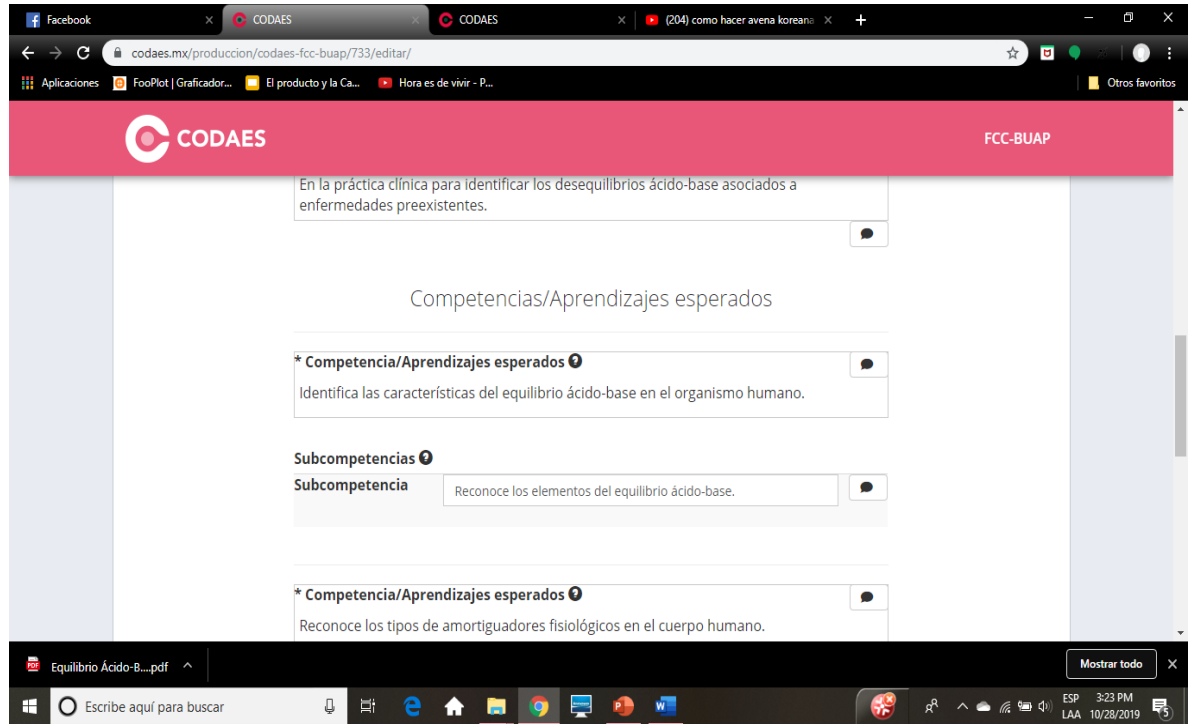 Facebook
CODAES
CODAES
(204) como hacer avena koreana
codaes.mx/produccion/codaes-fcc-buap/733/editar/
Aplicaciones
FooPlot | Graficador...
El producto y la Ca...
Hora es de vivir - P...
Otros favoritos
CODAES
FCC-BUAP
En la práctica clínica para identificar los desequilibrios ácido-base asociados a
enfermedades preexistentes.
Competencias/Aprendizajes esperados
* Competencia/Aprendizajes esperados
Identifica las características del equilibrio ácido-base en el organismo humano.
Subcompetencias
Subcompetencia
Reconoce los elementos del equilibrio ácido-base.
* Competencia/Aprendizajes esperados
Reconoce los tipos de amortiguadores fisiológicos en el cuerpo humano.
Equilibrio Ácido-B....pdf
Mostrar todo
Escribe aquí para buscar
ESP
LAA
3:23 PM
10/28/2019